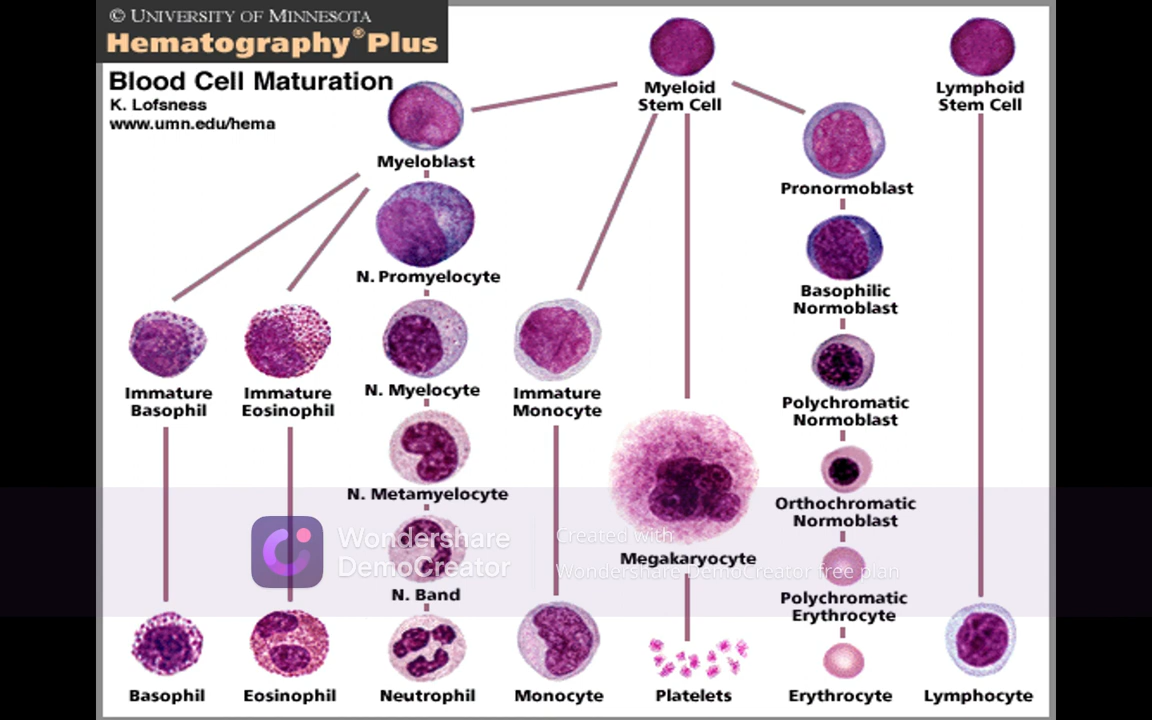 © UNIVERSITY OF MINNESOTA
Hematography® Plus
Blood Cell Maturation
K. Lofsness
www.umn.edu/hema
Myeloid
Stem Cell
Lymphoid
Stem Cell
Myeloblast
Pronormoblast
N. Promyelocyte
Basophilic
Normoblast
Immature
Basophil
Immature
Eosinophil
N. Myelocyte
Immature
Monocyte
Polychromatic
Normoblast
N. Metamyelocyte
Orthochromatic
Normoblast
Wondershare
DemoCreator
Created with
Wondershare DemoCreator free plan
Megakaryocyte
N. Band
Polychromatic
Erythrocyte
Basophil
Eosinophil
Neutrophil
Monocyte
Platelets
Erythrocyte
Lymphocyte